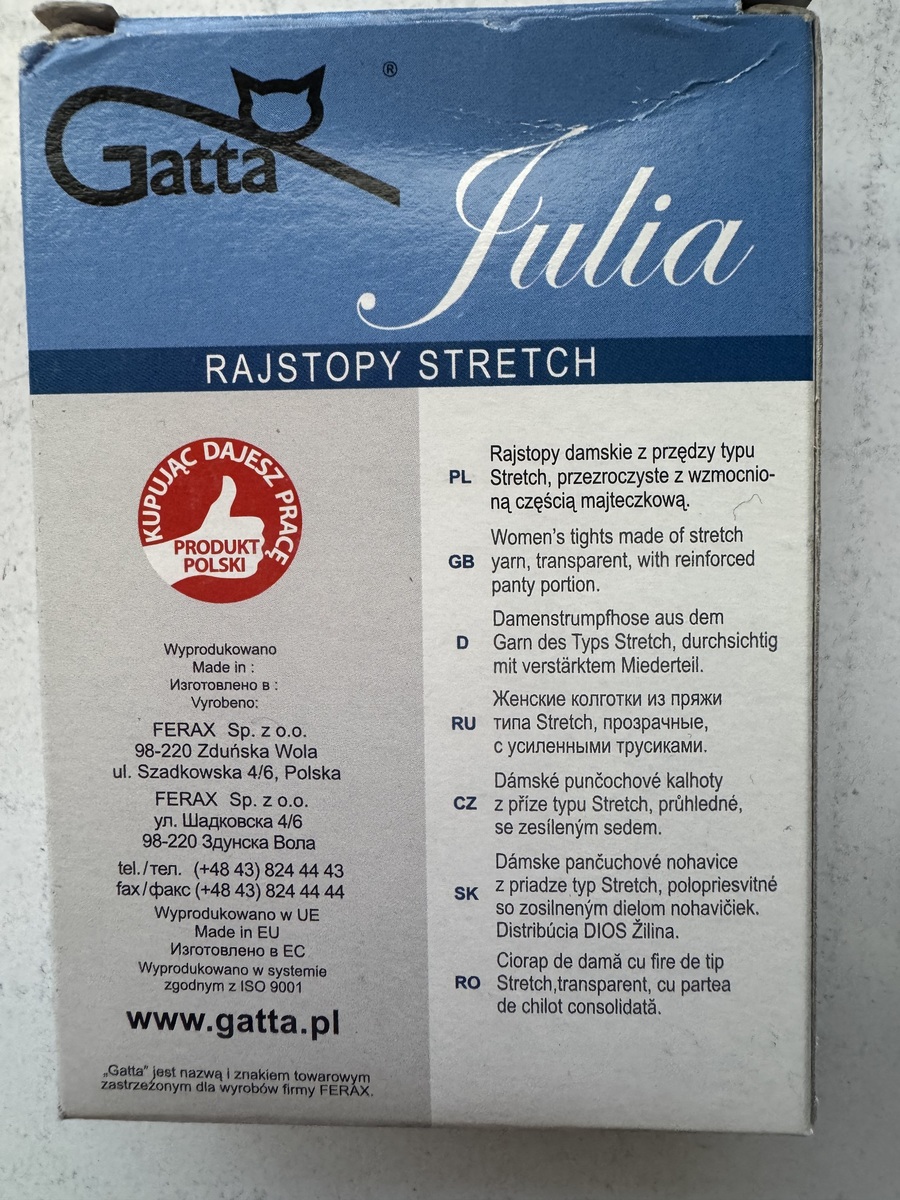 Gatta ®
Julia
RAJSTOPY STRETCH
KUPUJĄC DAJESZ PRACĘ
PRODUKT
POLSKI
Wyprodukowano
Made in :
Изготовлено в :
Vyrobeno:
FERAX Sp. z o.o.
98-220 Zduńska Wola
ul. Szadkowska 4/6, Polska
FERAX Sp. z o.o.
ул. Шадковска 4/6
98-220 Здунска Вола
tel./тел. (+48 43) 824 44 43
fax/факс (+48 43) 824 44 44
Wyprodukowano w UE
Made in EU
Изготовлено в ЕС
Wyprodukowano w systemie
zgodnym z ISO 9001
www.gatta.pl
„Gatta” jest nazwą i znakiem towarowym
zastrzeżonym dla wyrobów firmy FERAX.
Rajstopy damskie z przędzy typu
PL Stretch, przezroczyste z wzmocnio-
ną częścią majteczkową.
Women's tights made of stretch
GB yarn, transparent, with reinforced
panty portion.
Damenstrumpfhose aus dem
D Garn des Typs Stretch, durchsichtig
mit verstärktem Miederteil.
Женские колготки из пряжи
RU типа Stretch, прозрачные,
с усиленными трусиками.
Dámské punčochové kalhoty
CZ z příze typu Stretch, průhledné,
se zesíleným sedem.
Dámske pančuchové nohavice
SK z priadze typ Stretch, polopriesvitné
so zosilneným dielom nohavičiek.
Distribúcia DIOS Žilina.
Ciorap de damă cu fire de tip
RO Stretch,transparent, cu partea
de chilot consolidată.